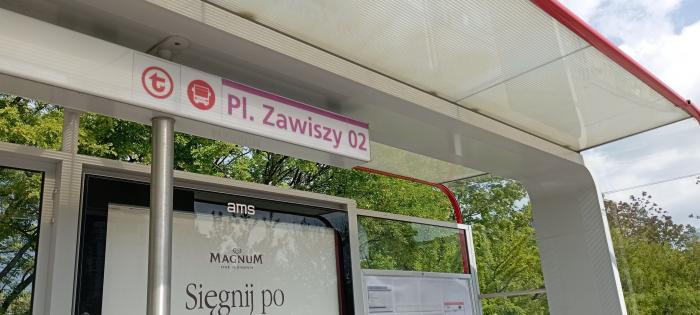 t
Pl. Zawiszy 02
ams
MAGNUM
Sięgnij po